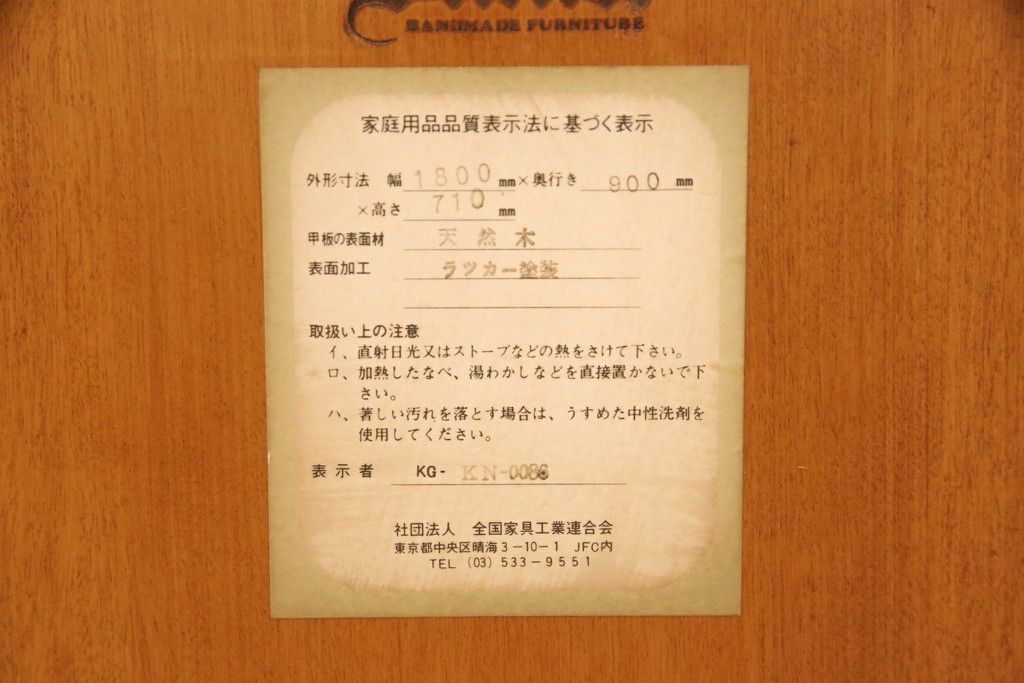 HANDMADE FURNITURE
家庭用品品質表示法に基づく表示
外形寸法 幅 1800 mm×奥行き 900 mm
×高さ 710 mm
甲板の表面材 天然木
表面加工 ラツカー塗装
取扱い上の注意
イ、直射日光又はストーブなどの熱をさけて下さい。
ロ、加熱したなべ、湯わかしなどを直接置かないで下
さい。
ハ、著しい汚れを落とす場合は、うすめた中性洗剤を
使用してください。
表示者 KG- KN-0086
社団法人 全国家具工業連合会
東京都中央区晴海3-10-1 JFC内
TEL (03) 533-9551